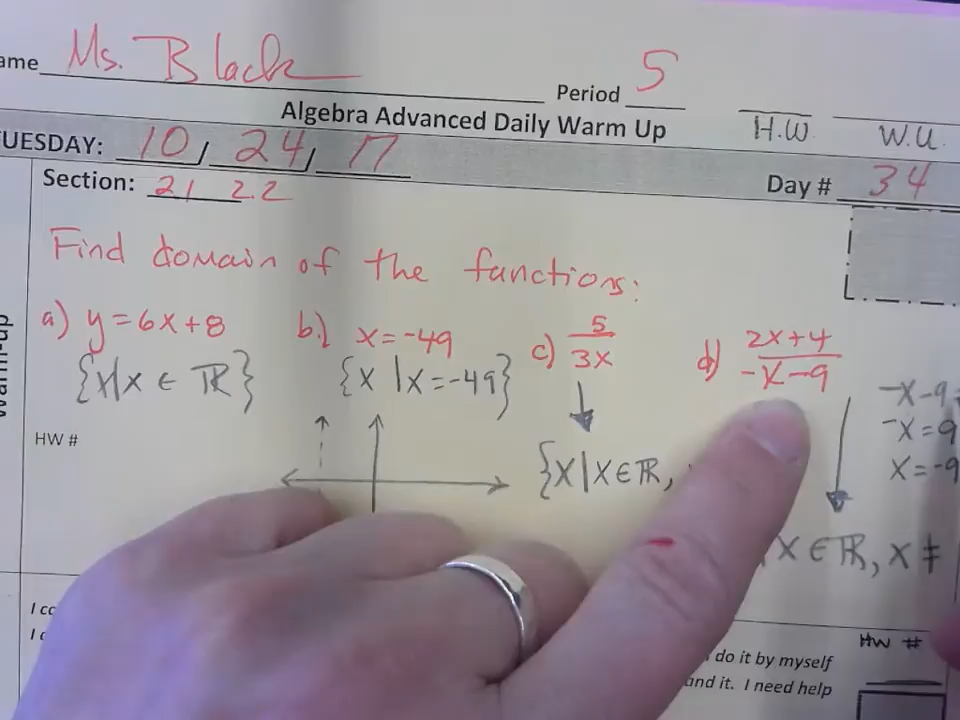 ame Ms. Black Period 5
Algebra Advanced Daily Warm Up H.W. W.U.
UESDAY: 10/24/17
Section: 2.1 2.2 Day # 34
Find domain of the functions:
a) y=6x+8 b.) x=-49 c) 5/3x d) 2x+4/-x-9
{x|x ∈ ℝ} {x|x=-49} -x-9
-x=9
HW # x=-9
{x|x∈ℝ,
x∈ℝ, x≠
HW #
do it by myself
and it. I need help